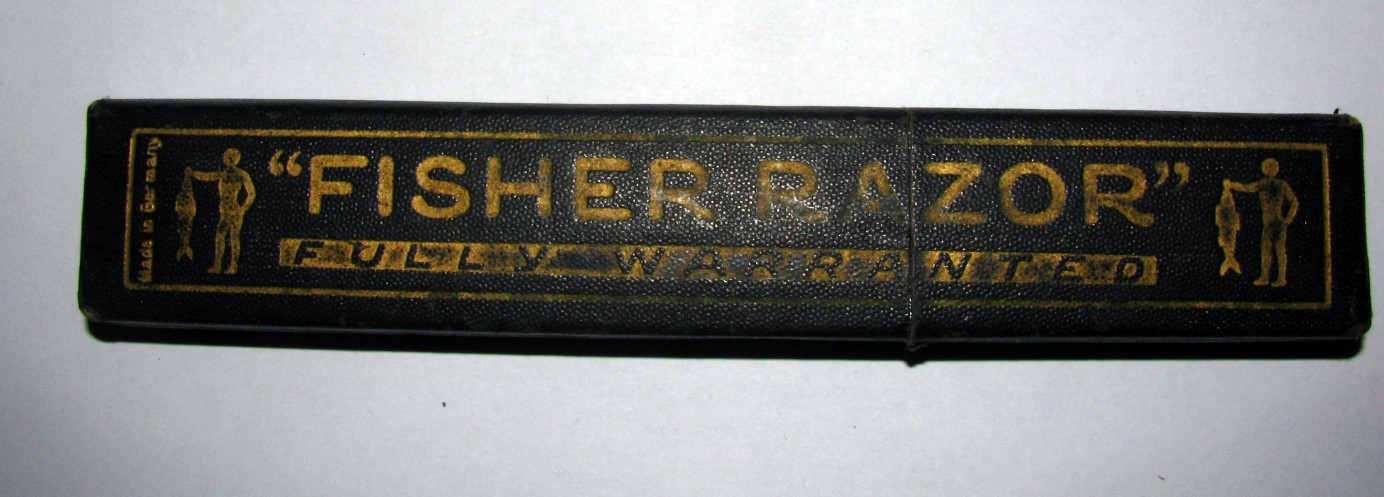 Made in Germany
"FISHER RAZOR"
FULLY WARRANTED